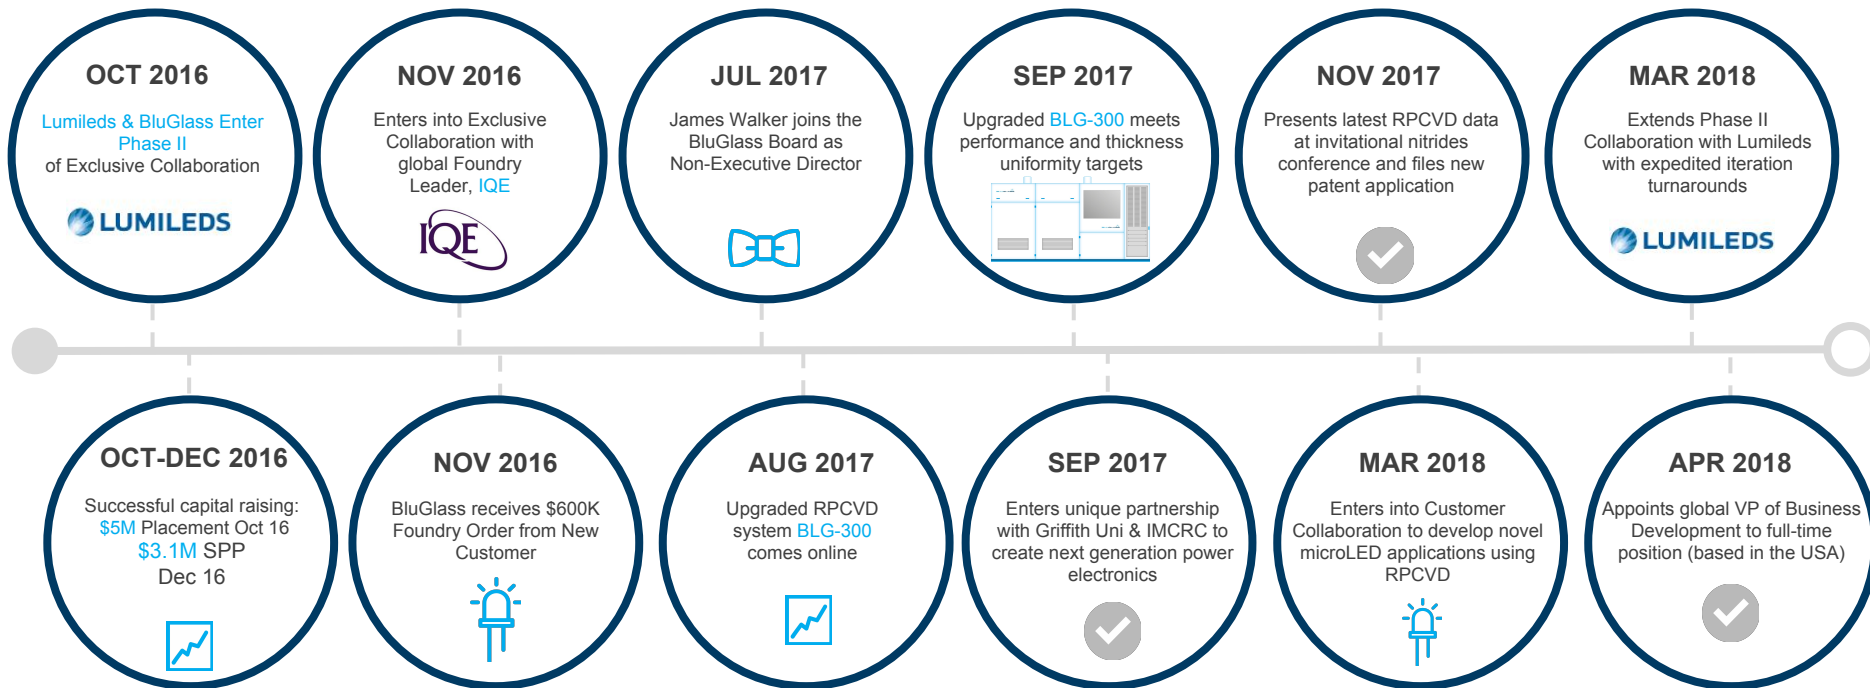 OCT 2016
Lumileds & BluGlass Enter
Phase II
of Exclusive Collaboration
LUMILEDS
NOV 2016
Enters into Exclusive
Collaboration with
global Foundry
Leader, IQE
IQE
JUL 2017
James Walker joins the
BluGlass Board as
Non-Executive Director
SEP 2017
Upgraded BLG-300 meets
performance and thickness
uniformity targets
NOV 2017
Presents latest RPCVD data
at invitational nitrides
conference and files new
patent application
MAR 2018
Extends Phase II
Collaboration with Lumileds
with expedited iteration
turnarounds
LUMILEDS
OCT-DEC 2016
Successful capital raising:
$5M Placement Oct 16
$3.1M SPP
Dec 16
NOV 2016
BluGlass receives $600K
Foundry Order from New
Customer
AUG 2017
Upgraded RPCVD
system BLG-300
comes online
SEP 2017
Enters unique partnership
with Griffith Uni & IMCRC to
create next generation power
electronics
MAR 2018
Enters into Customer
Collaboration to develop novel
microLED applications using
RPCVD
APR 2018
Appoints global VP of Business
Development to full-time
position (based in the USA)